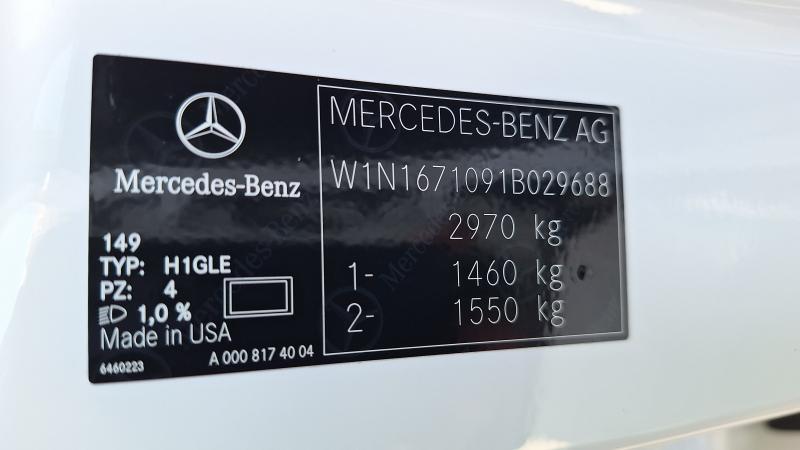 Mercedes-Benz
149
TYP: H1GLE
PZ: 4
1,0 %
Made in USA
6460223
A 000 817 40 04
MERCEDES-BENZ AG
W1N1671091B029688
2970 kg
1- 1460 kg
2- 1550 kg